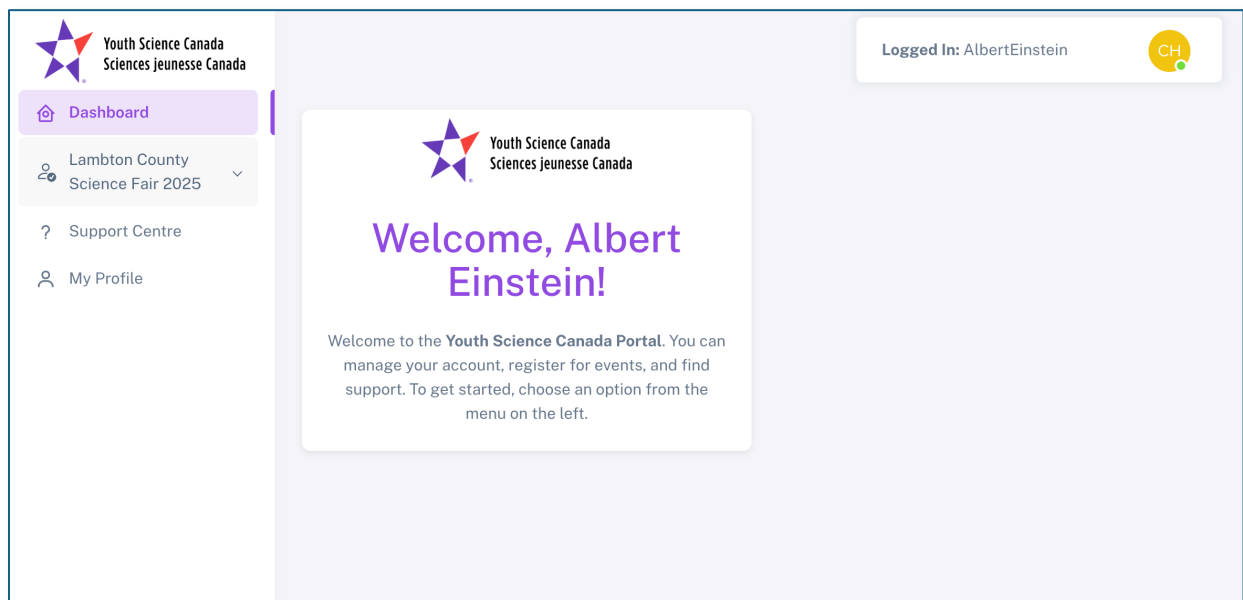 Youth Science Canada
Sciences jeunesse Canada
Logged In: AlbertEinstein
CH
Dashboard
Lambton County
Science Fair 2025
? Support Centre
My Profile
Youth Science Canada
Sciences jeunesse Canada
Welcome, Albert
Einstein!
Welcome to the Youth Science Canada Portal. You can
manage your account, register for events, and find
support. To get started, choose an option from the
menu on the left.